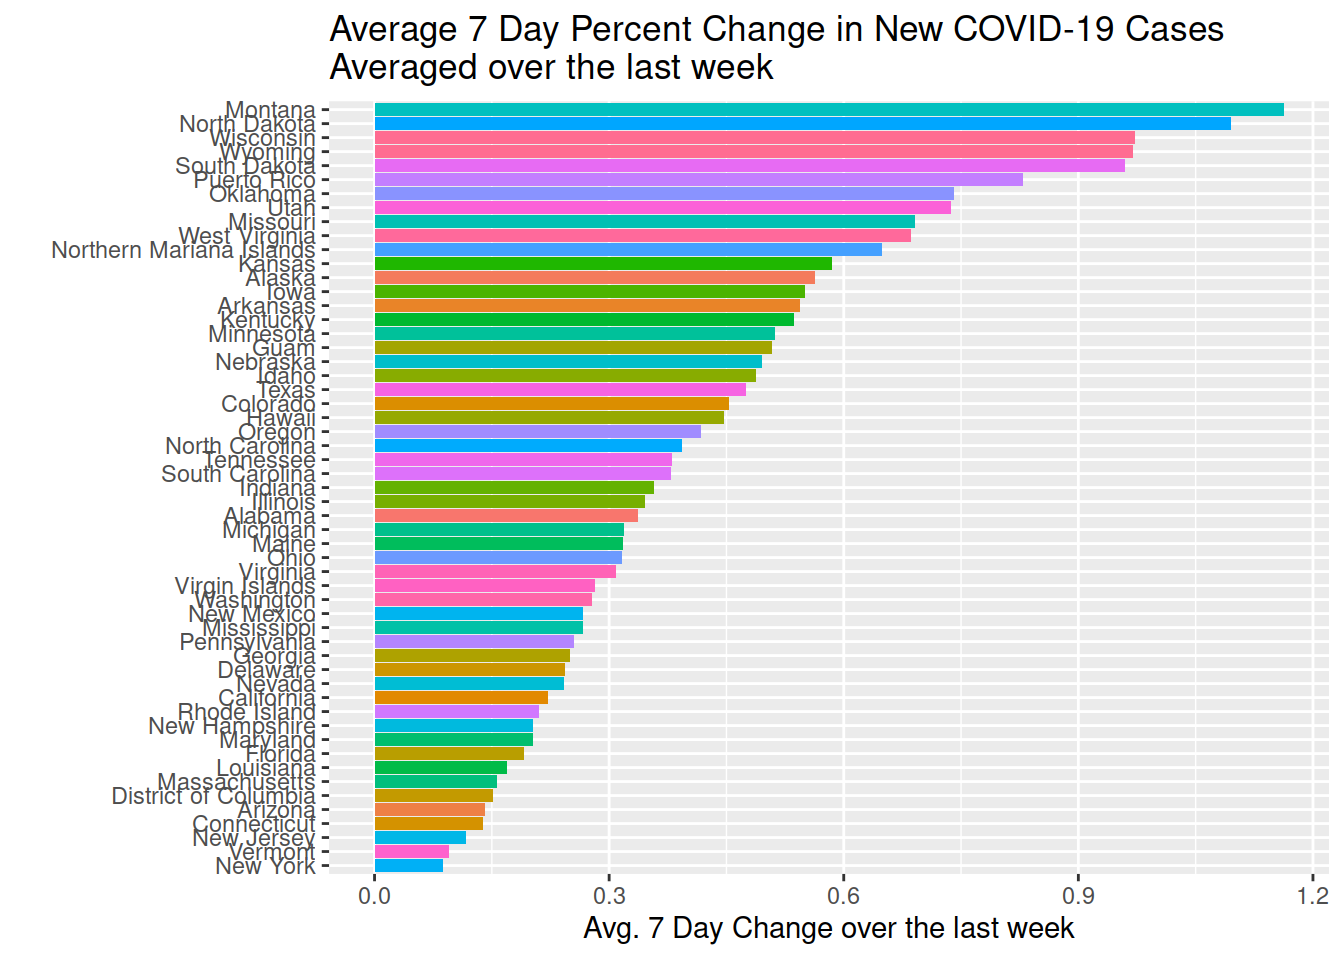 Average 7 Day Percent Change in New COVID-19 Cases
Averaged over the last week
Montana
North Dakota
Wisconsin
Wyoming
South Dakota
Puerto Rico
Oklahoma
Utah
Missouri
West Virginia
Northern Mariana Islands
Kansas
Alaska
Iowa
Arkansas
Kentucky
Minnesota
Guam
Nebraska
Idaho
Texas
Colorado
Hawaii
Oregon
North Carolina
Tennessee
South Carolina
Indiana
Illinois
Alabama
Michigan
Maine
Ohio
Virginia
Virgin Islands
Washington
New Mexico
Mississippi
Pennsylvania
Georgia
Delaware
Nevada
California
Rhode Island
New Hampshire
Maryland
Florida
Louisiana
Massachusetts
District of Columbia
Arizona
Connecticut
New Jersey
Vermont
New York
0.0 0.3 0.6 0.9 1.2
Avg. 7 Day Change over the last week